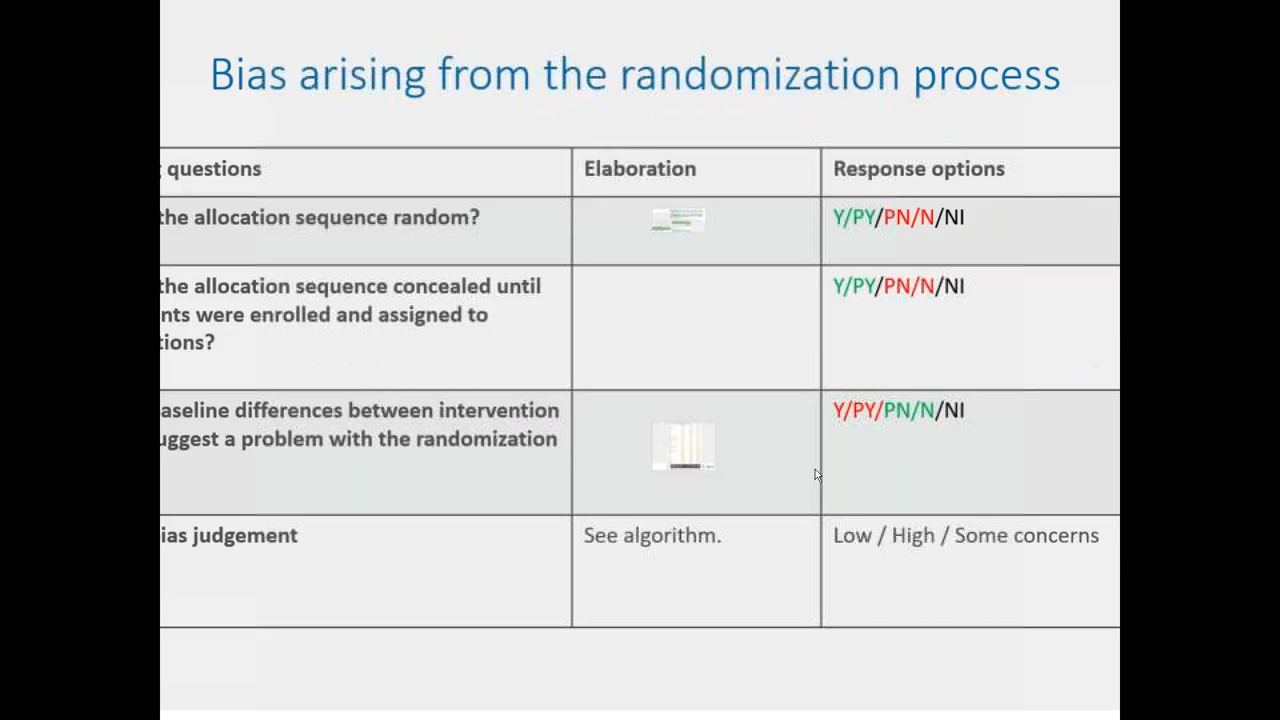 Bias arising from the randomization process
questions Elaboration Response options
the allocation sequence random? Y/PY/PN/N/NI
the allocation sequence concealed until Y/PY/PN/N/NI
nts were enrolled and assigned to
tions?
aseline differences between intervention Y/PY/PN/N/NI
uggest a problem with the randomization
ias judgement See algorithm. Low / High / Some concerns